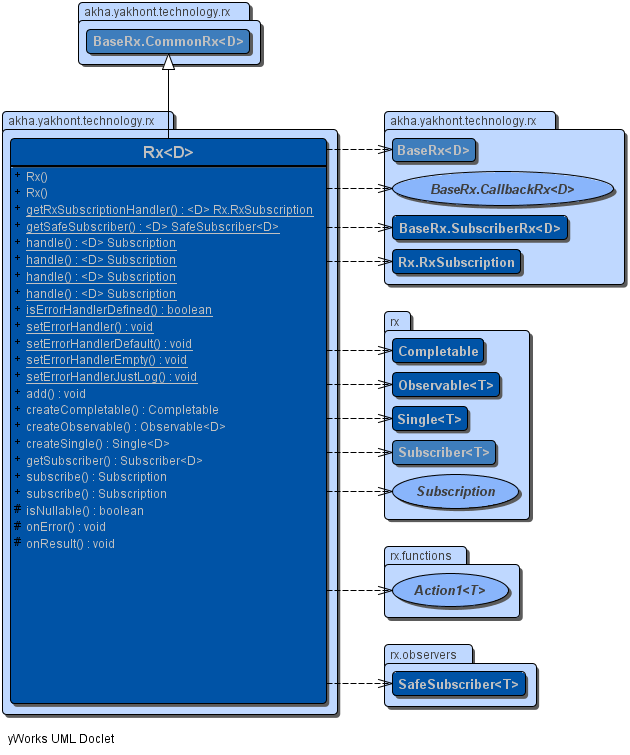 akha.yakhont.technology.rx
BaseRx.CommonRx<D>
akha.yakhont.technology.rx
Rx<D>
+ Rx()
+ Rx()
+ getRxSubscriptionHandler() : <D> Rx.RxSubscription
+ getSafeSubscriber() : <D> SafeSubscriber<D>
+ handle() : <D> Subscription
+ handle() : <D> Subscription
+ handle() : <D> Subscription
+ handle() : <D> Subscription
+ isErrorHandlerDefined() : boolean
+ setErrorHandler() : void
+ setErrorHandlerDefault() : void
+ setErrorHandlerEmpty() : void
+ setErrorHandlerJustLog() : void
+ add() : void
+ createCompletable() : Completable
+ createObservable() : Observable<D>
+ createSingle() : Single<D>
+ getSubscriber() : Subscriber<D>
+ subscribe() : Subscription
+ subscribe() : Subscription
# isNullable() : boolean
# onError() : void
# onResult() : void
akha.yakhont.technology.rx
BaseRx<D>
BaseRx.CallbackRx<D>
BaseRx.SubscriberRx<D>
Rx.RxSubscription
rx
Completable
Observable<T>
Single<T>
Subscriber<T>
Subscription
rx.functions
Action1<T>
rx.observers
SafeSubscriber<T>
yWorks UML Doclet